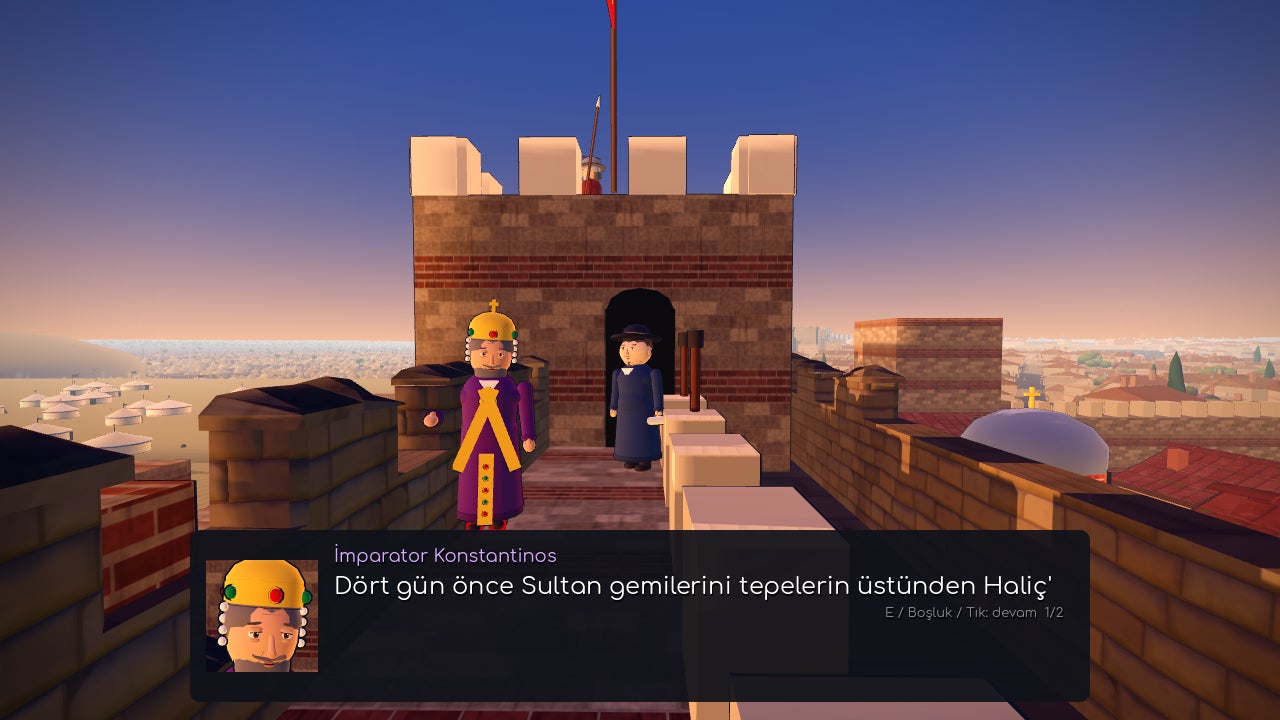 İmparator Konstantinos
Dört gün önce Sultan gemilerini tepelerin üstünden Haliç'
E / Boşluk / Tık: devam 1/2